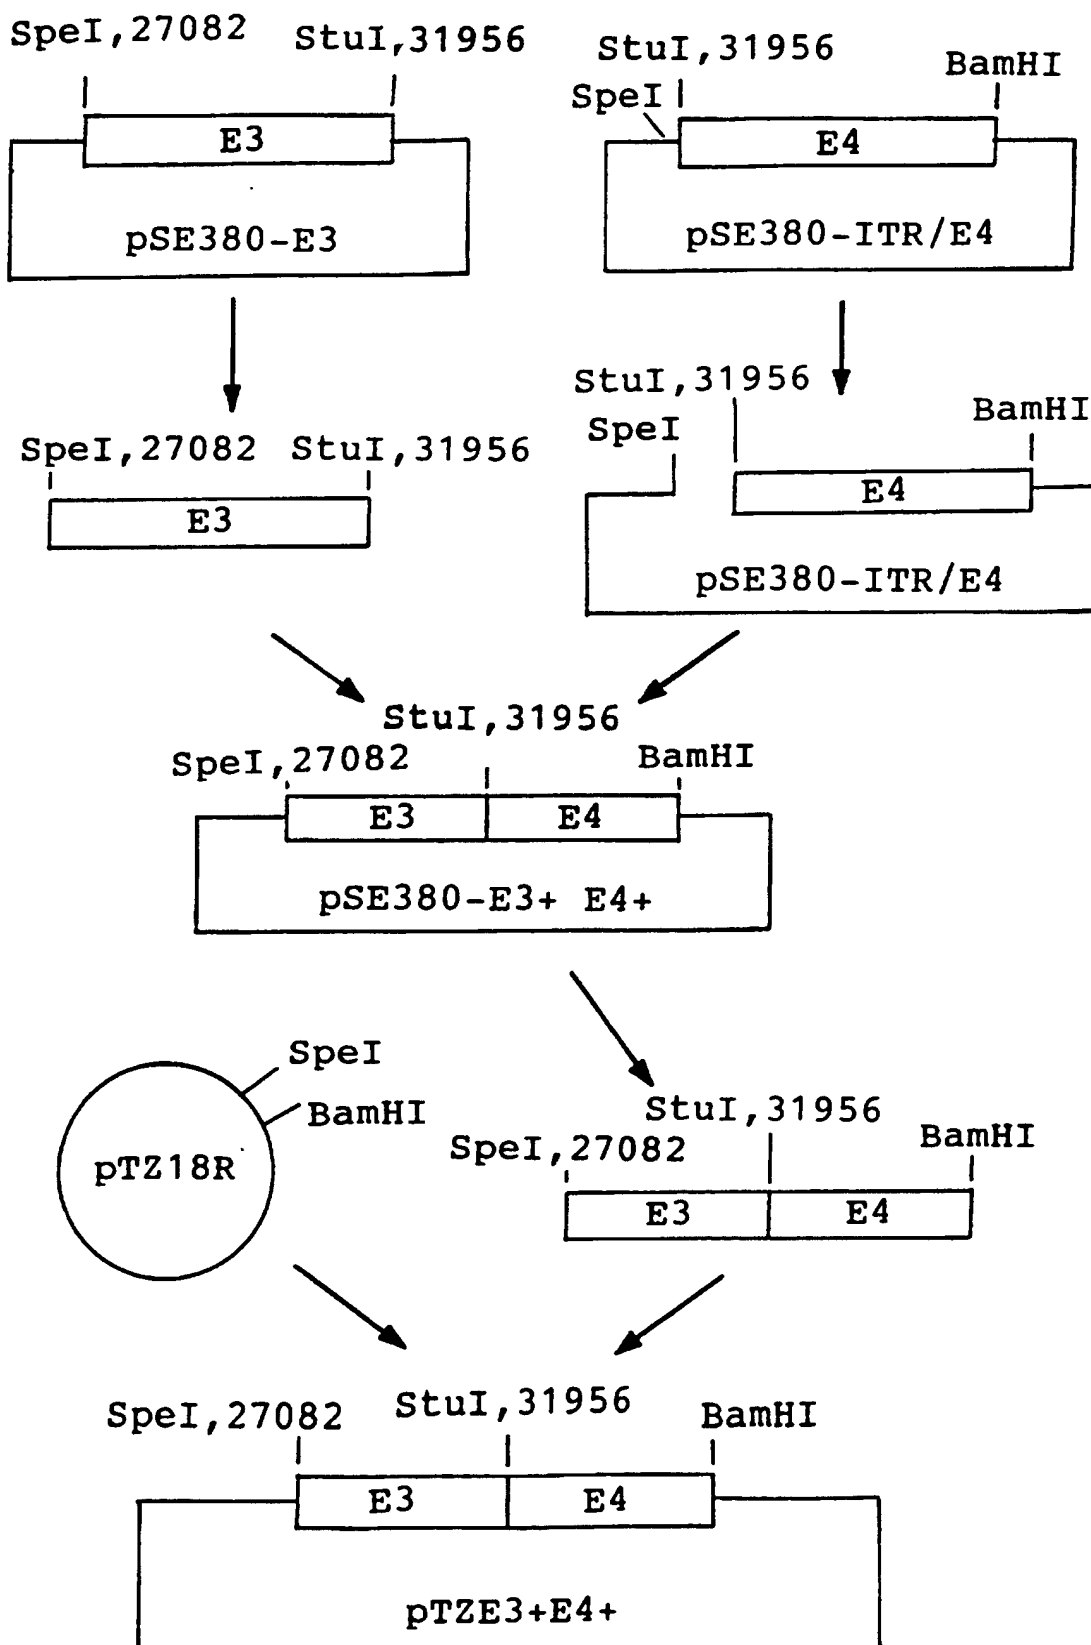 SpeI,27082
StuI,31956
E3
pSE380-E3
StuI,31956
BamHI
SpeI
E4
pSE380-ITR/E4
SpeI,27082 StuI,31956
E3
StuI,31956
BamHI
SpeI
E4
pSE380-ITR/E4
StuI,31956
SpeI,27082
BamHI
E3
E4
pSE380-E3+ E4+
SpeI
BamHI
pTZ18R
StuI,31956
SpeI,27082
BamHI
E3
E4
SpeI,27082
StuI,31956
BamHI
E3
E4
pTZE3+E4+